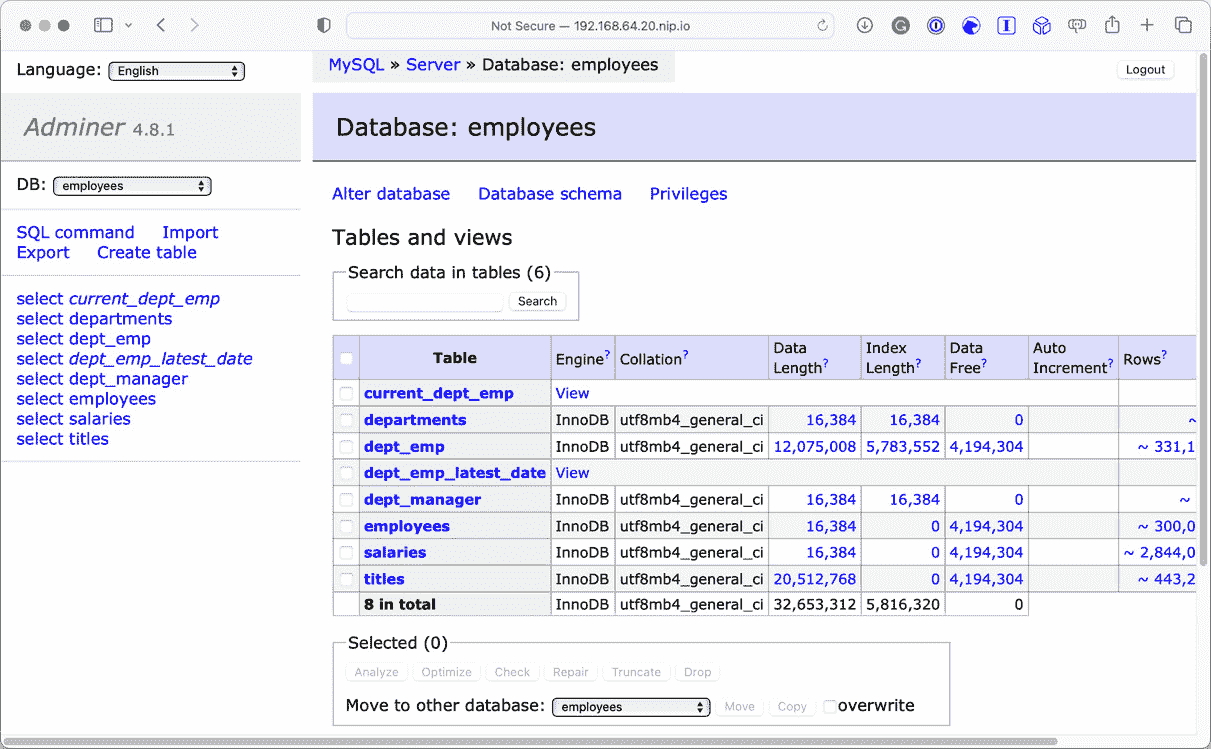 Not Secure — 192.168.64.20.nip.io
Language: English
MySQL » Server » Database: employees
Logout
Adminer 4.8.1
Database: employees
DB: employees
Alter database Database schema Privileges
SQL command Import
Export Create table
Tables and views
Search data in tables (6)
Search
select current_dept_emp
select departments
select dept_emp
select dept_emp_latest_date
select dept_manager
select employees
select salaries
select titles
Table Engine? Collation? Data Length? Index Length? Data Free? Auto Increment? Rows?
current_dept_emp View
departments InnoDB utf8mb4_general_ci 16,384 16,384 0 ~
dept_emp InnoDB utf8mb4_general_ci 12,075,008 5,783,552 4,194,304 ~ 331,1
dept_emp_latest_date View
dept_manager InnoDB utf8mb4_general_ci 16,384 16,384 0 ~
employees InnoDB utf8mb4_general_ci 16,384 0 4,194,304 ~ 300,0
salaries InnoDB utf8mb4_general_ci 16,384 0 4,194,304 ~ 2,844,0
titles InnoDB utf8mb4_general_ci 20,512,768 0 4,194,304 ~ 443,2
8 in total InnoDB utf8mb4_general_ci 32,653,312 5,816,320 0
Selected (0)
Analyze Optimize Check Repair Truncate Drop
Move to other database: employees Move Copy overwrite